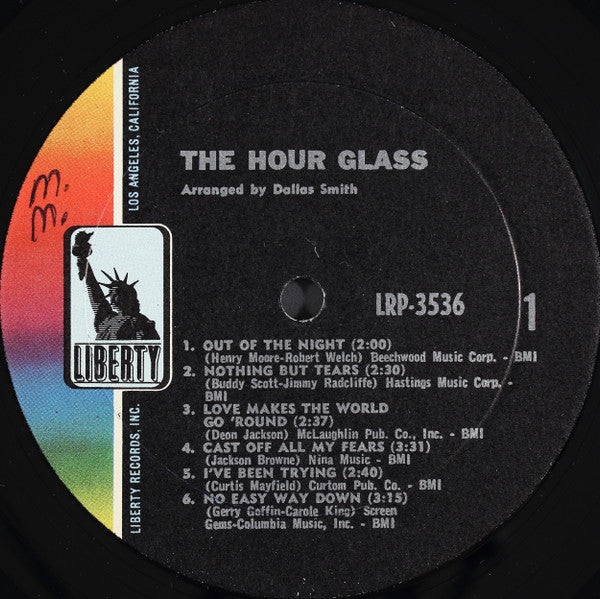 THE HOUR GLASS
Arranged by Dallas Smith
LOS ANGELES, CALIFORNIA
m.
m.
LIBERTY
LRP-3536
1
1. OUT OF THE NIGHT (2:00)
(Henry Moore-Robert Welch) Beechwood Music Corp. - BMI
2. NOTHING BUT TEARS (2:30)
(Buddy Scott-Jimmy Radcliffe) Hastings Music Corp. -
BMI
3. LOVE MAKES THE WORLD
GO 'ROUND (2:37)
(Deon Jackson) McLaughlin Pub. Co., Inc. - BMI
4. CAST OFF ALL MY FEARS (3:31)
(Jackson Browne) Nina Music - BMI
5. I'VE BEEN TRYING (2:40)
(Curtis Mayfield) Curtom Pub. Co. - BMI
6. NO EASY WAY DOWN (3:15)
(Gerry Goffin-Carole King) Screen
Gems-Columbia Music, Inc. - BMI
LIBERTY RECORDS, INC.